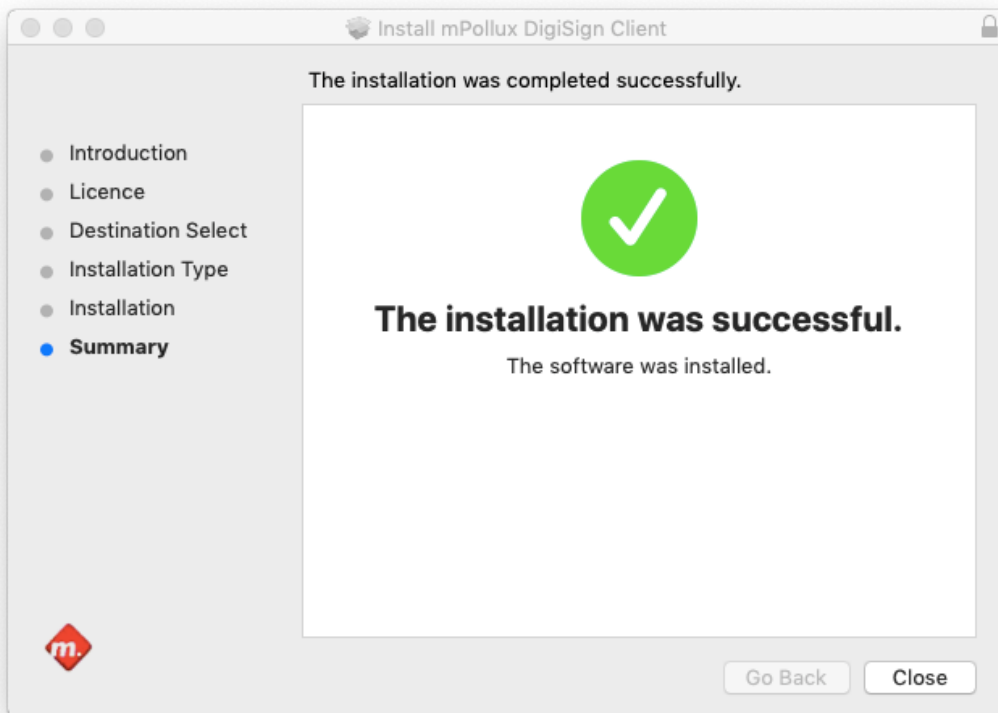 Install mPollux DigiSign Client
The installation was completed successfully.
Introduction
Licence
Destination Select
Installation Type
Installation
Summary
The installation was successful.
The software was installed.
m.
Go Back
Close